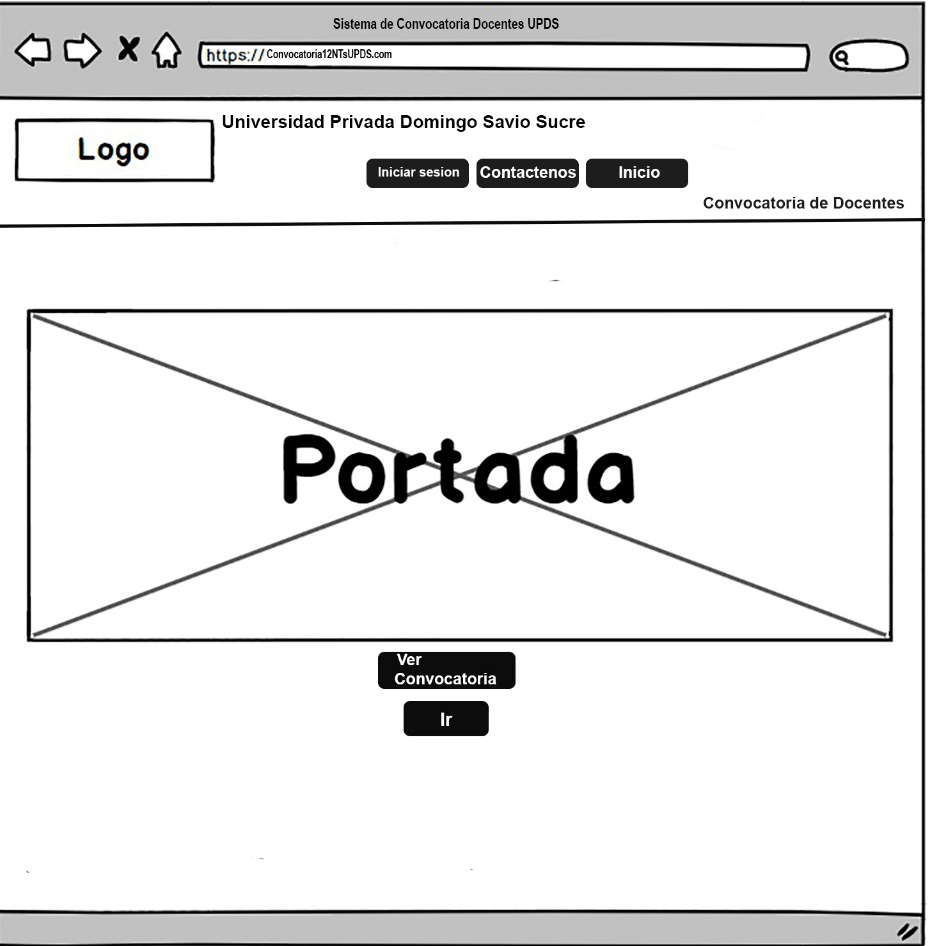 Sistema de Convocatoria Docentes UPDS
https://Convocatoria12NTsUPDS.com
Logo
Universidad Privada Domingo Savio Sucre
Iniciar sesion
Contactenos
Inicio
Convocatoria de Docentes
Portada
Ver
Convocatoria
Ir